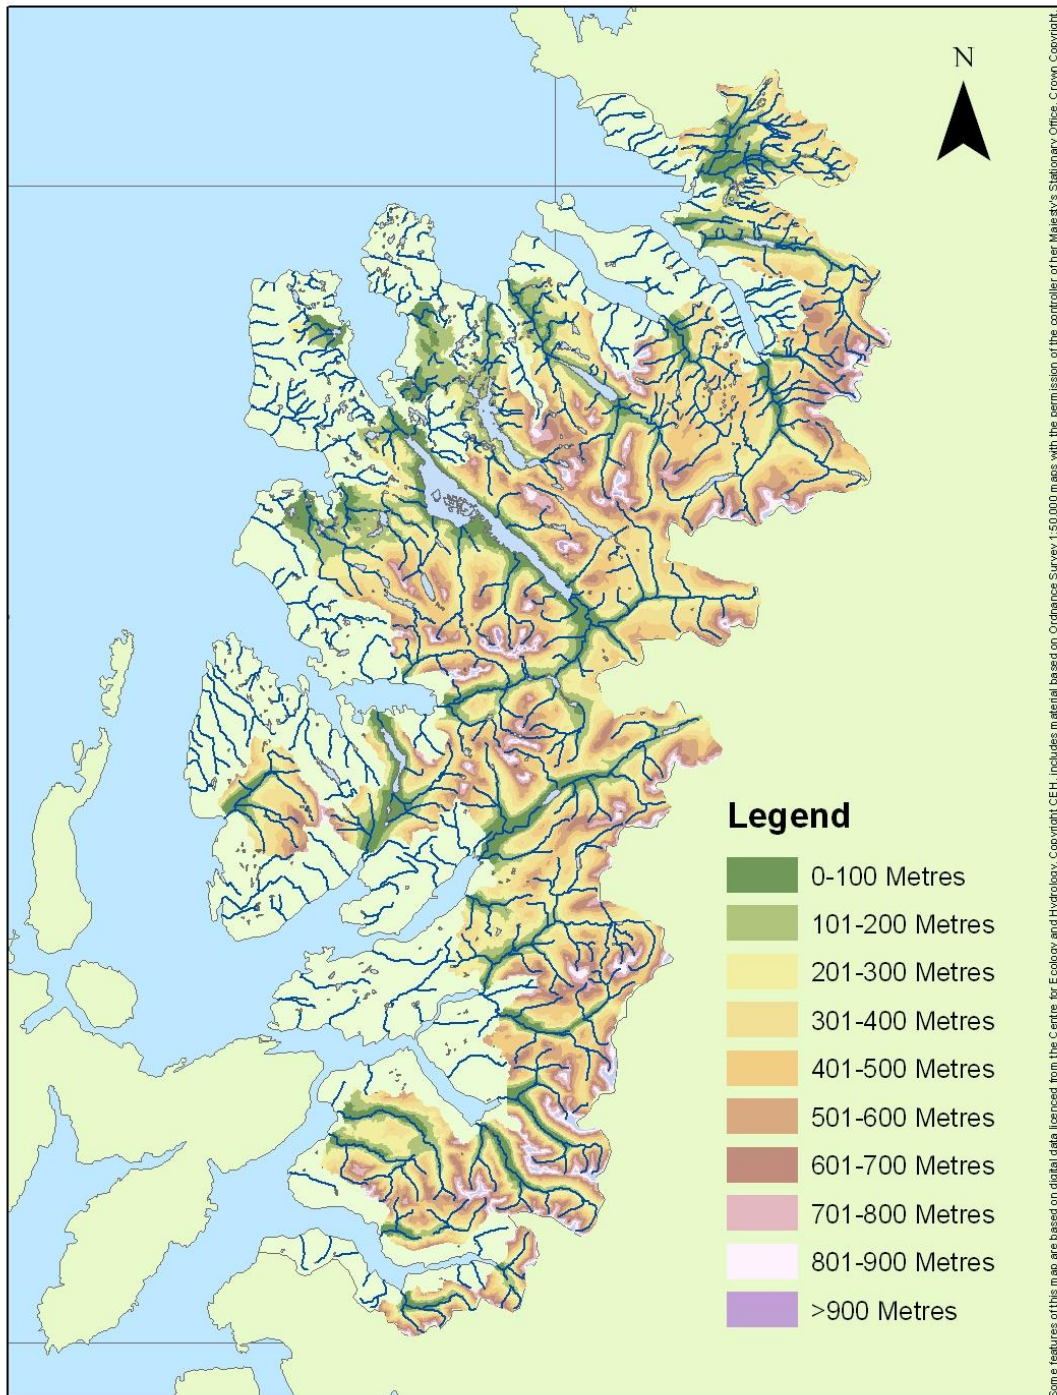 N
Legend
0-100 Metres
101-200 Metres
201-300 Metres
301-400 Metres
401-500 Metres
501-600 Metres
601-700 Metres
701-800 Metres
801-900 Metres
>900 Metres
Some features of this map are based on digital data licenced from the Centre for Ecology and Hydrology, Copyright CEH, includes material based on Ordnance Survey 1:50,000 maps with the permission of the controller of her Majesty's Stationary Office, Crown Copyright.